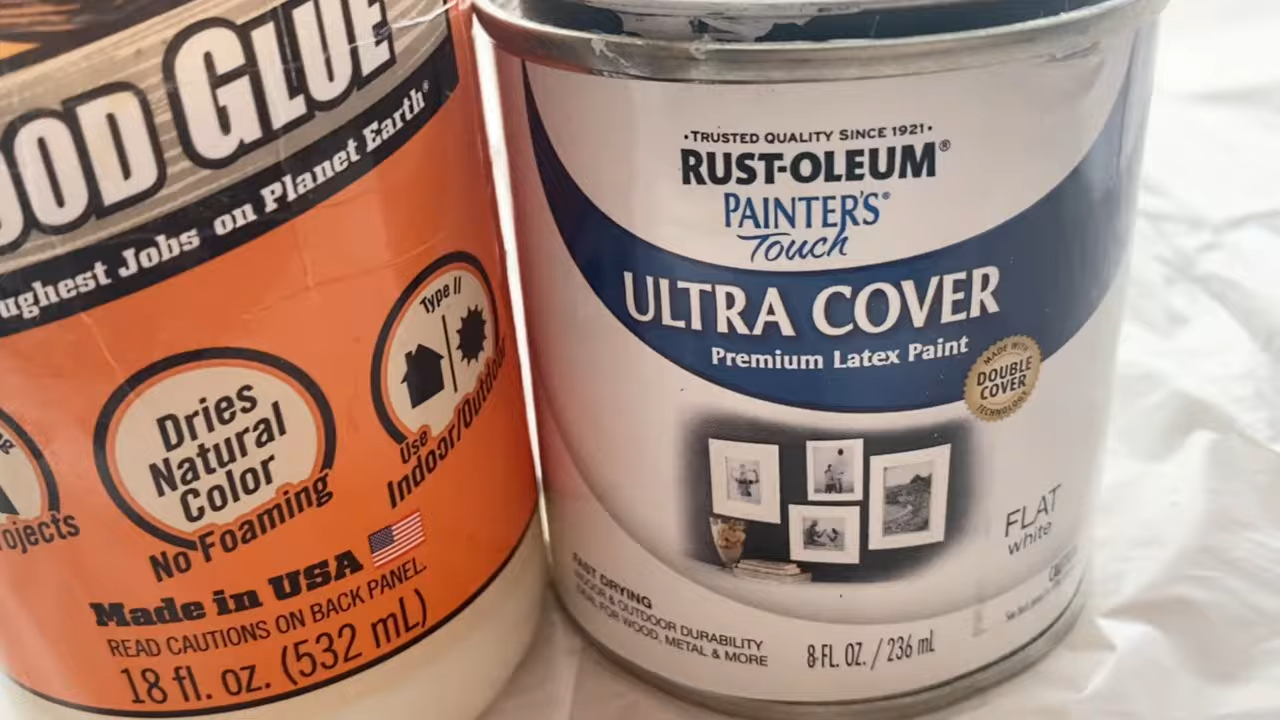 OOD GLUE
ughest Jobs on Planet Earth®
Type II
Use
Indoor/Outdoor
Dries
Natural
Color
No Foaming
ojects
Made in USA
READ CAUTIONS ON BACK PANEL.
18 fl. oz. (532 mL)
•TRUSTED QUALITY SINCE 1921•
RUST-OLEUM®
PAINTER'S®
Touch
ULTRA COVER
Premium Latex Paint
MADE WITH
DOUBLE
COVER
TECHNOLOGY
FLAT
white
FAST DRYING
INDOOR & OUTDOOR DURABILITY
IDEAL FOR WOOD, METAL & MORE
8 FL. OZ. / 236 mL